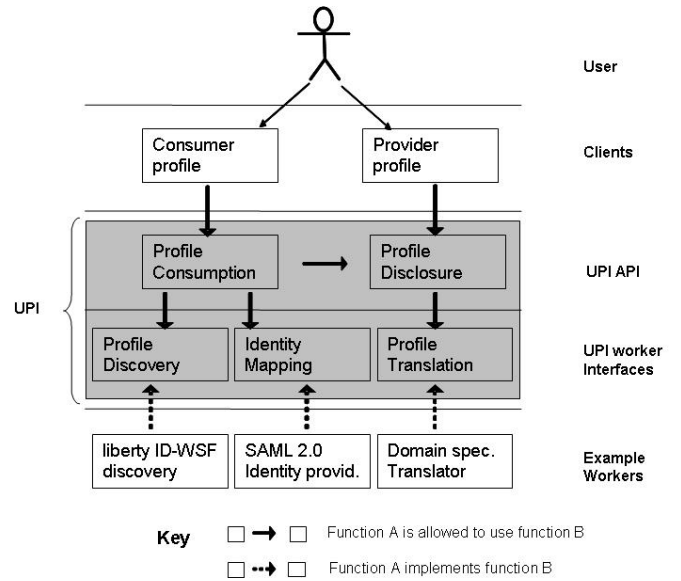 User
Consumer
profile
Provider
profile
Clients
UPI
Profile
Consumption
Profile
Disclosure
UPI API
Profile
Discovery
Identity
Mapping
Profile
Translation
UPI worker
Interfaces
liberty ID-WSF
discovery
SAML 2.0
Identity provid.
Domain spec.
Translator
Example
Workers
Key
Function A is allowed to use function B
Function A implements function B